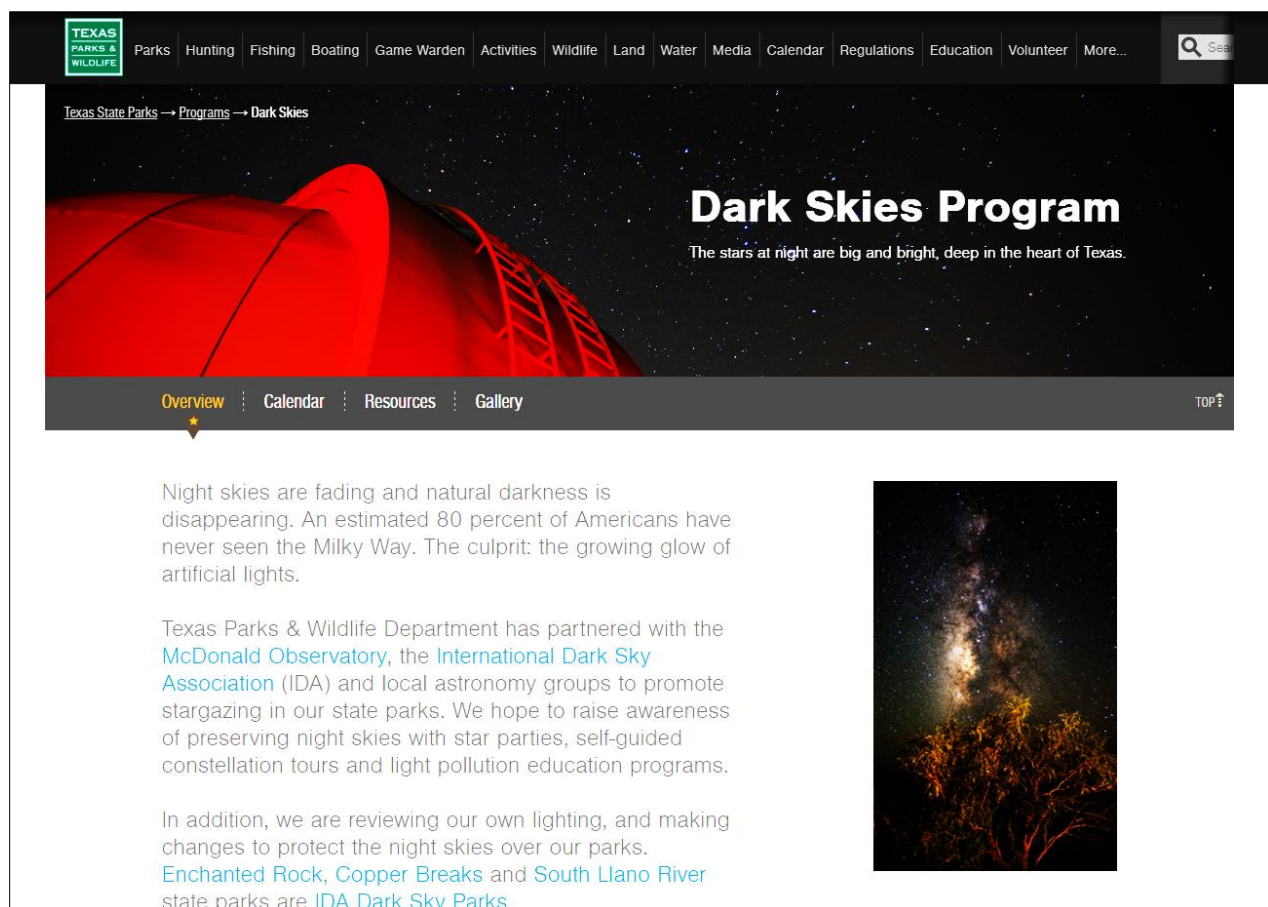 TEXAS
PARKS &
WILDLIFE
Parks Hunting Fishing Boating Game Warden Activities Wildlife Land Water Media Calendar Regulations Education Volunteer More...
Texas State Parks → Programs → Dark Skies
Dark Skies Program
The stars at night are big and bright, deep in the heart of Texas.
Overview Calendar Resources Gallery TOP
Night skies are fading and natural darkness is
disappearing. An estimated 80 percent of Americans have
never seen the Milky Way. The culprit: the growing glow of
artificial lights.
Texas Parks & Wildlife Department has partnered with the
McDonald Observatory, the International Dark Sky
Association (IDA) and local astronomy groups to promote
stargazing in our state parks. We hope to raise awareness
of preserving night skies with star parties, self-guided
constellation tours and light pollution education programs.
In addition, we are reviewing our own lighting, and making
changes to protect the night skies over our parks.
Enchanted Rock, Copper Breaks and South Llano River
state parks are IDA Dark Sky Parks